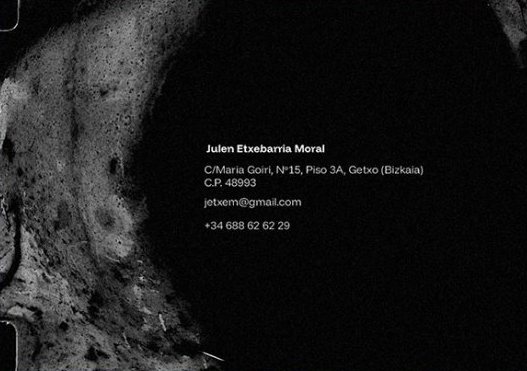 Julen Etxebarria Moral
C/Maria Goiri, Nº15, Piso 3A, Getxo (Bizkaia)
C.P. 48993
jetxem@gmail.com
+34 688 62 62 29